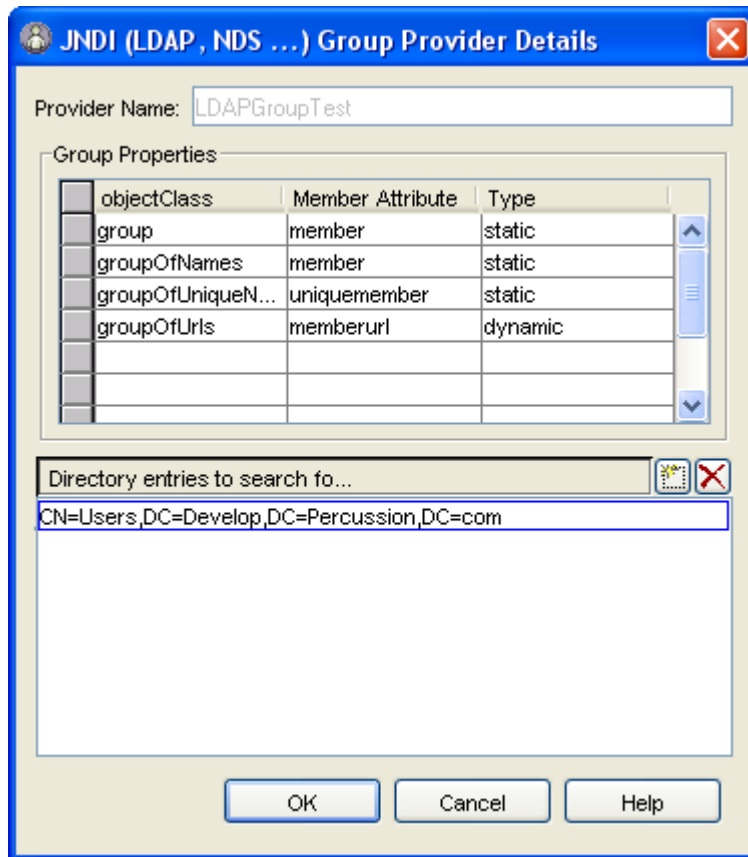 JNDI (LDAP, NDS ...) Group Provider Details
Provider Name: LDAPGroupTest
Group Properties
objectClass Member Attribute Type
group member static
groupOfNames member static
groupOfUniqueN... uniquemember static
groupOfUrls memberurl dynamic
Directory entries to search fo...
CN=Users,DC=Develop,DC=Percussion,DC=com
OK Cancel Help